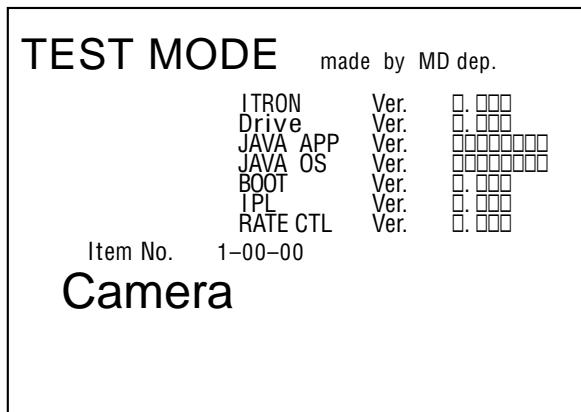 TEST MODE made by MD dep.
ITRON Ver. □. □□□
Drive Ver. □. □□□
JAVA APP Ver. □□□□□□□□
JAVA OS Ver. □□□□□□□□
BOOT Ver. □. □□□
IPL Ver. □. □□□
RATE CTL Ver. □. □□□
Item No. 1–00–00
Camera